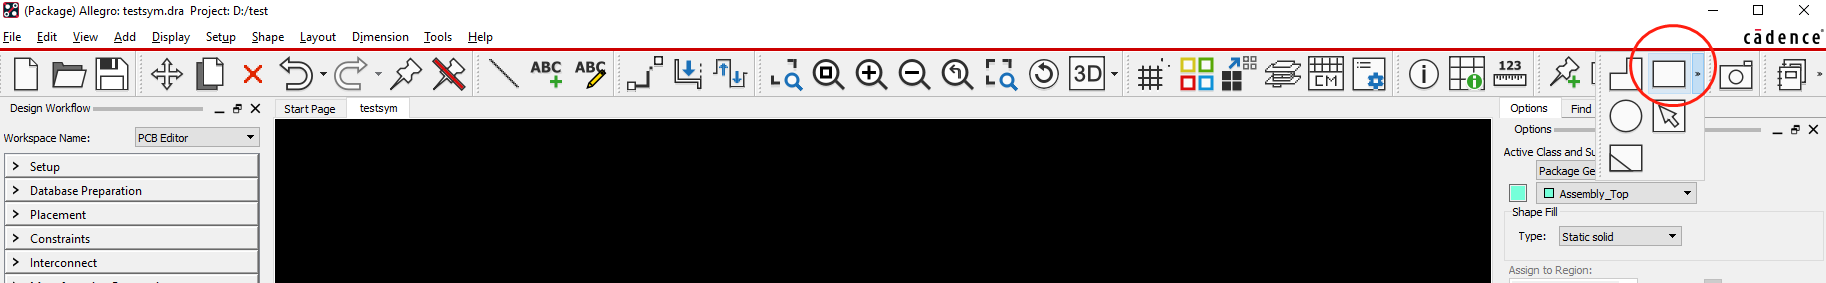 (Package) Allegro: testsym.dra  Project: D:/test
File Edit View Add Display Setup Shape Layout Dimension Tools Help
cādence
ABC
ABC
3D
CM
i
i
123
Design Workflow
Start Page
testsym
Options
Find
Workspace Name:
PCB Editor
Options
> Setup
Active Class and Su
Package Ge
> Database Preparation
Assembly_Top
> Placement
Shape Fill
> Constraints
Type:
Static solid
> Interconnect
Assign to Region: